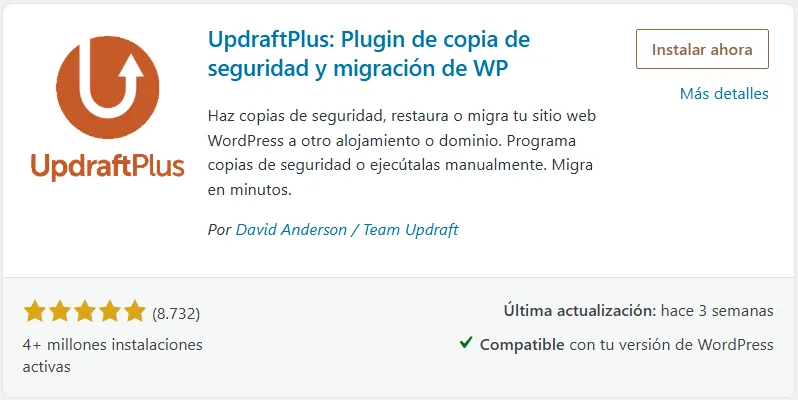 UpdraftPlus
UpdraftPlus: Plugin de copia de
seguridad y migración de WP
Instalar ahora
Más detalles
Haz copias de seguridad, restaura o migra tu sitio web
WordPress a otro alojamiento o dominio. Programa
copias de seguridad o ejecútalas manualmente. Migra
en minutos.
Por David Anderson / Team Updraft
(8.732)
4+ millones instalaciones
activas
Última actualización: hace 3 semanas
Compatible con tu versión de WordPress